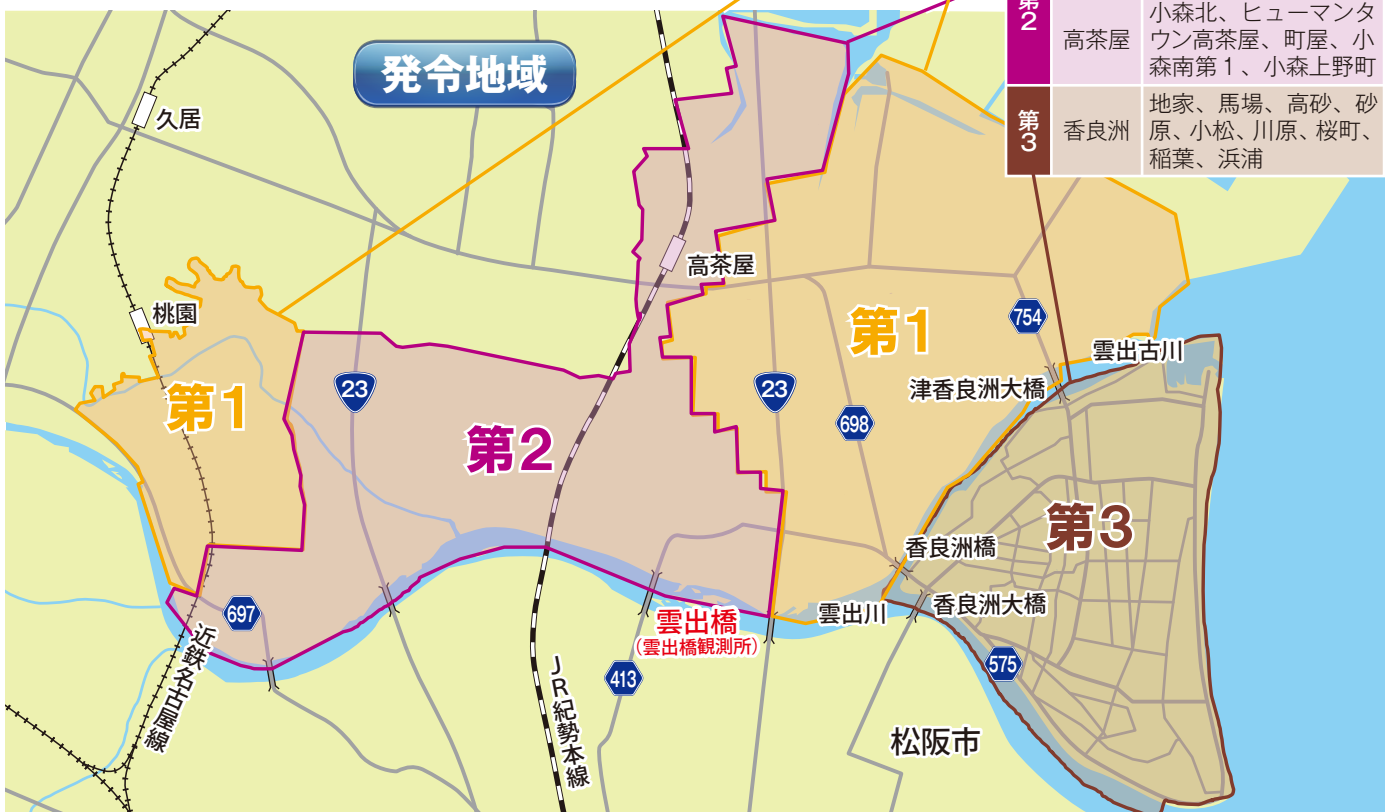 発令地域
第2
高茶屋
小森北、ヒューマンタ
ウン高茶屋、町屋、小
森南第1、小森上野町
第3
香良洲
地家、馬場、高砂、砂
原、小松、川原、桜町、
稲葉、浜浦
久居
高茶屋
桃園
第1
754
雲出古川
第1
23
23
津香良洲大橋
698
第2
第3
香良洲橋
697
雲出橋
(雲出橋観測所)
雲出川
香良洲大橋
近鉄名古屋線
JR紀勢本線
413
575
松阪市